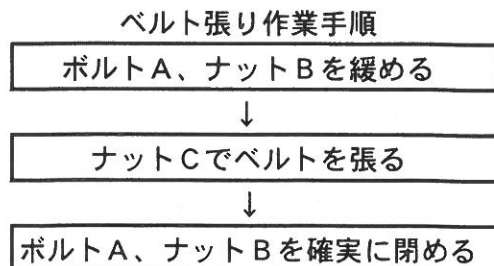 ベルト張り作業手順
ボルトA、ナットBを緩める
↓
ナットCでベルトを張る
↓
ボルトA、ナットBを確実に閉める